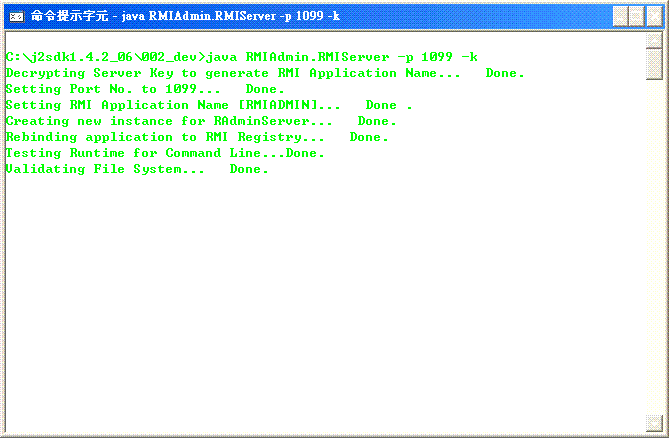 命令提示字元 - java RMIAdmin.RMIServer -p 1099 -k
C:\j2sdk1.4.2_06\002_dev>java RMIAdmin.RMIServer -p 1099 -k
Decrypting Server Key to generate RMI Application Name...   Done.
Setting Port No. to 1099...   Done.
Setting RMI Application Name [RMIADMIN]...   Done .
Creating new instance for RAdminServer...   Done.
Rebinding application to RMI Registry...   Done.
Testing Runtime for Command Line...Done.
Validating File System...   Done.